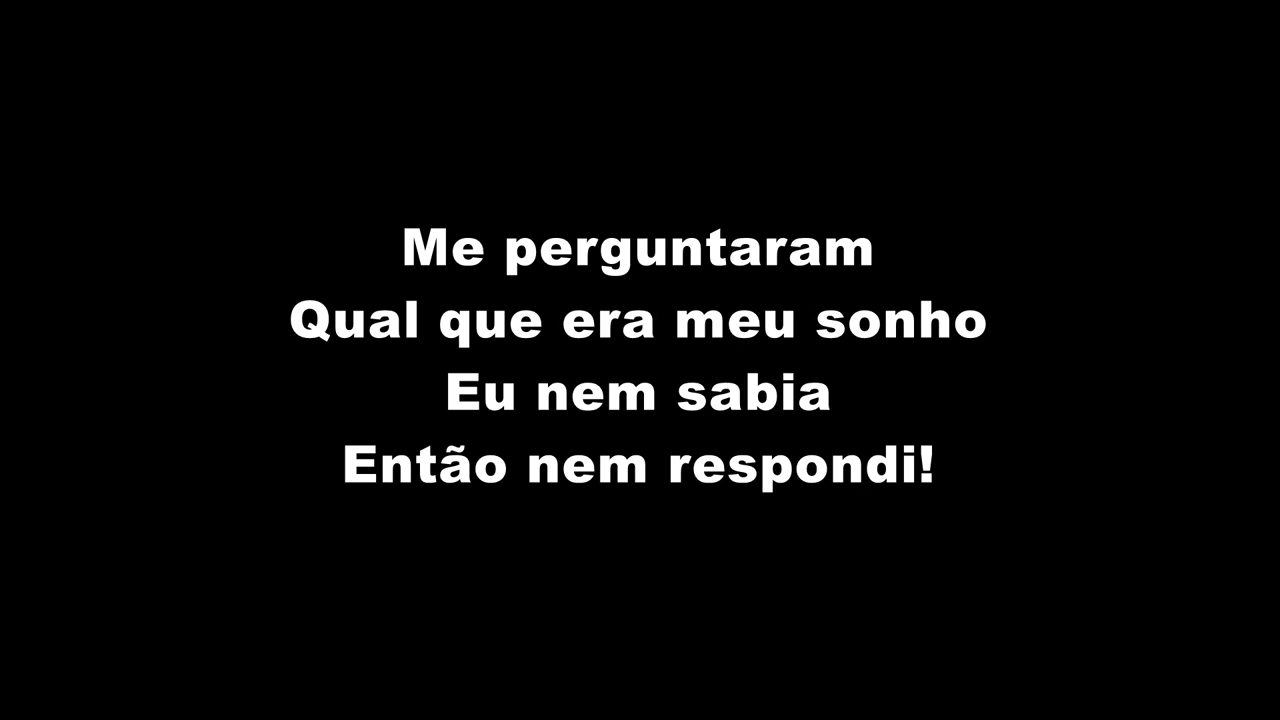 Me perguntaram
Qual que era meu sonho
Eu nem sabia
Então nem respondi!